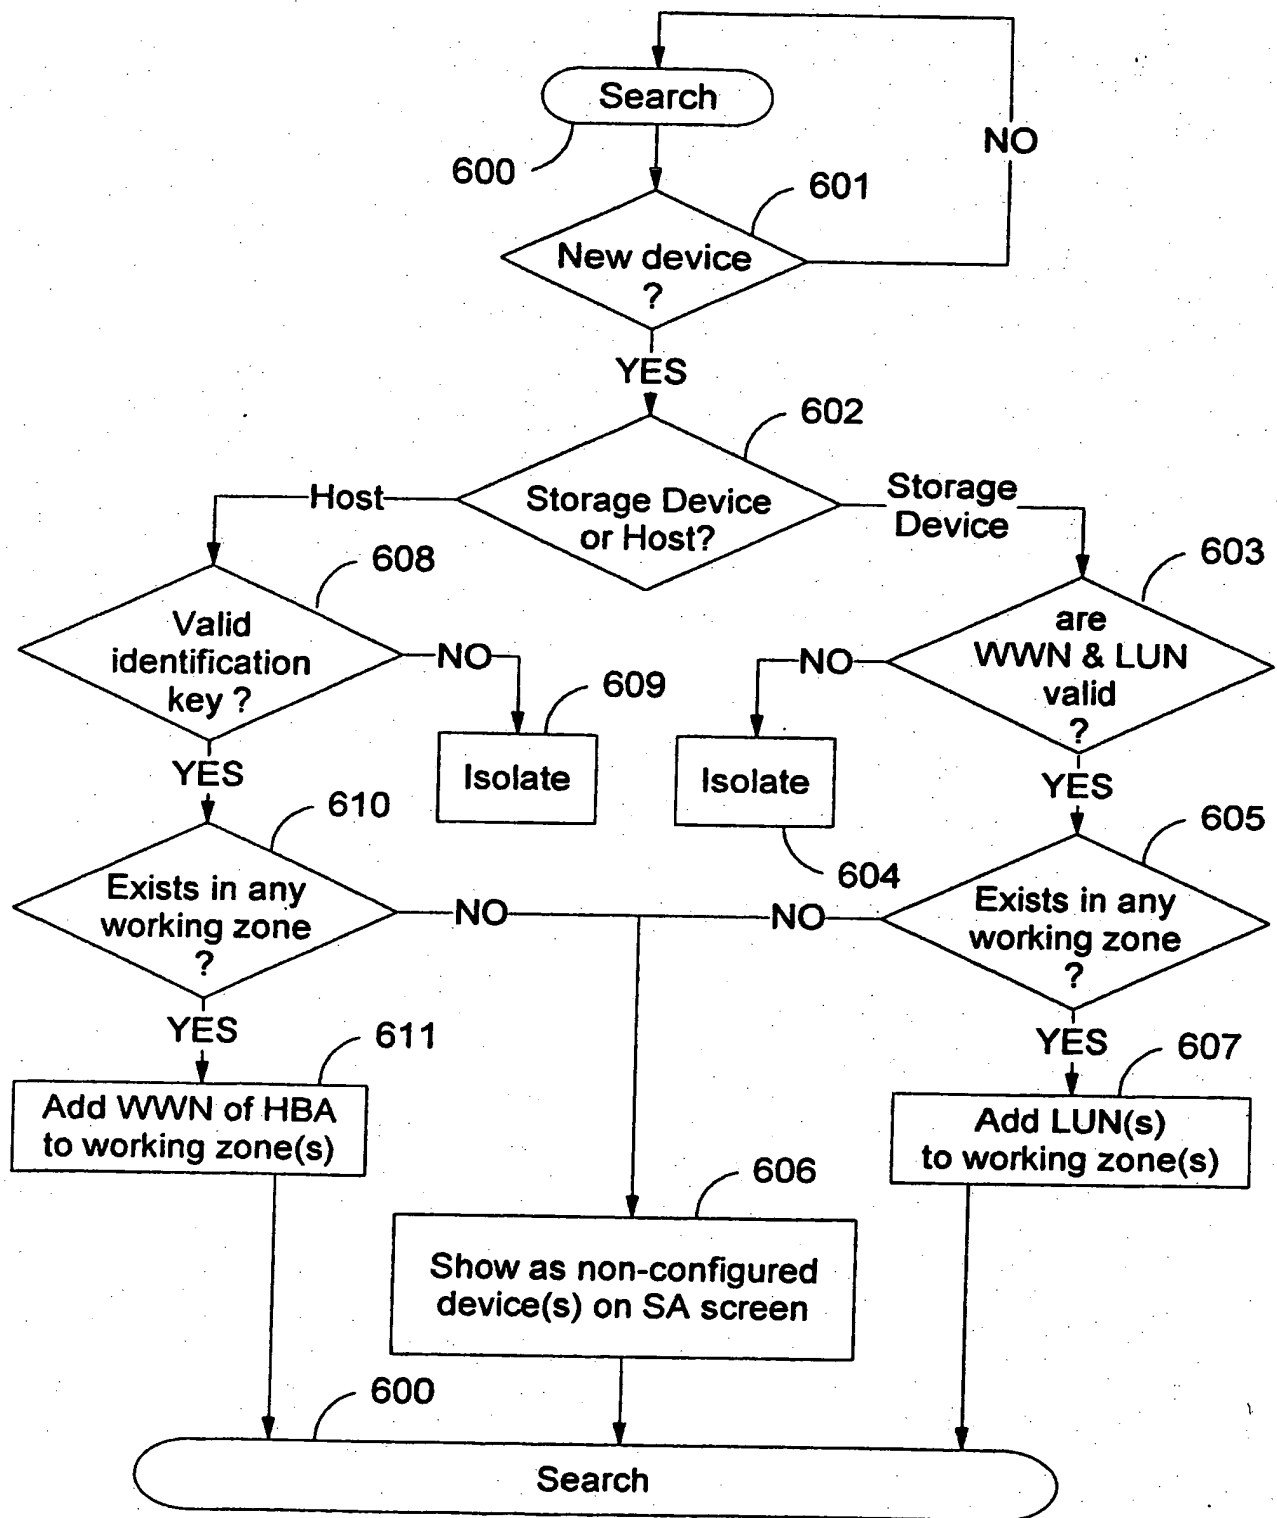 Search
NO
600
601
New device
?
YES
602
Host
Storage Device
or Host?
Storage
Device
608
603
Valid
identification
key ?
NO
609
NO
are
WWN & LUN
valid
?
YES
Isolate
Isolate
YES
610
604
605
Exists in any
working zone
?
NO
NO
Exists in any
working zone
?
YES
611
YES
607
Add WWN of HBA
to working zone(s)
Add LUN(s)
to working zone(s)
606
Show as non-configured
device(s) on SA screen
600
Search